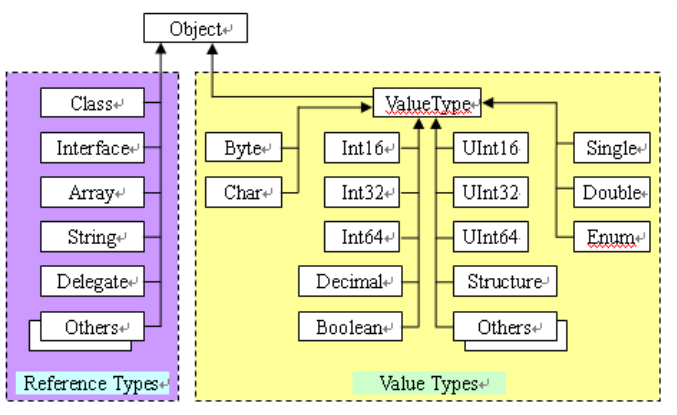 Object
Class
Interface
Array
String
Delegate
Others
Reference Types
ValueType
Byte
Char
Int16
Int32
Int64
Decimal
Boolean
UInt16
UInt32
UInt64
Structure
Others
Single
Double
Enum
Value Types